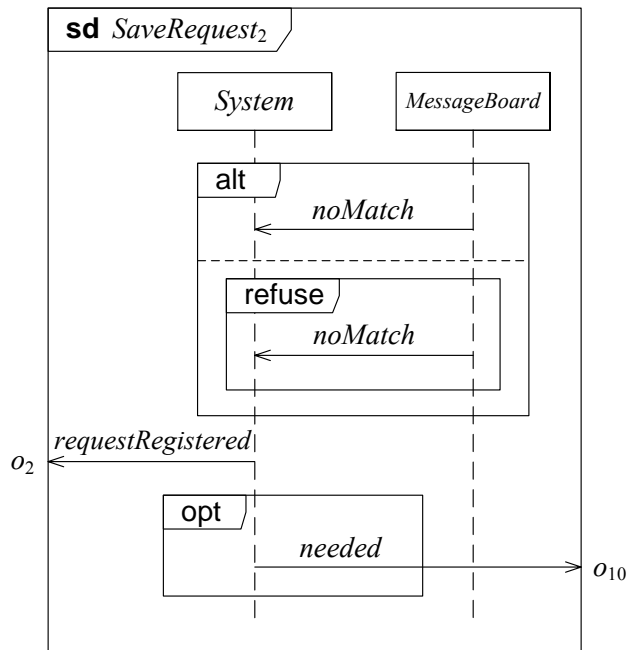 sd SaveRequest₂
System
MessageBoard
alt
noMatch
refuse
noMatch
requestRegistered
o₂
opt
needed
o₁₀